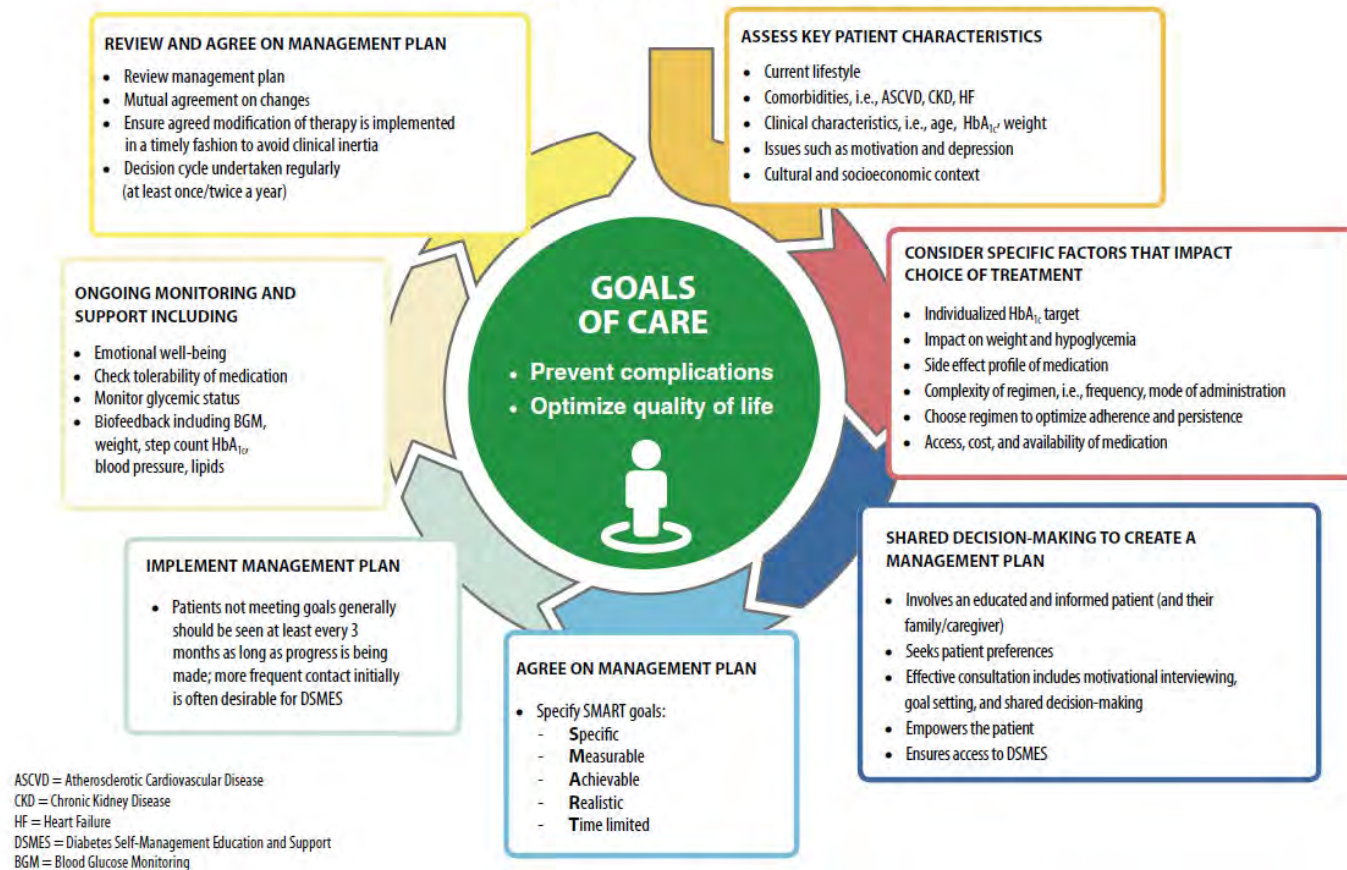 REVIEW AND AGREE ON MANAGEMENT PLAN
• Review management plan
• Mutual agreement on changes
• Ensure agreed modification of therapy is implemented
in a timely fashion to avoid clinical inertia
• Decision cycle undertaken regularly
(at least once/twice a year)
ASSESS KEY PATIENT CHARACTERISTICS
• Current lifestyle
• Comorbidities, i.e., ASCVD, CKD, HF
• Clinical characteristics, i.e., age, HbA1c, weight
• Issues such as motivation and depression
• Cultural and socioeconomic context
CONSIDER SPECIFIC FACTORS THAT IMPACT
CHOICE OF TREATMENT
• Individualized HbA1c target
• Impact on weight and hypoglycemia
• Side effect profile of medication
• Complexity of regimen, i.e., frequency, mode of administration
• Choose regimen to optimize adherence and persistence
• Access, cost, and availability of medication
SHARED DECISION-MAKING TO CREATE A
MANAGEMENT PLAN
• Involves an educated and informed patient (and their
family/caregiver)
• Seeks patient preferences
• Effective consultation includes motivational interviewing,
goal setting, and shared decision-making
• Empowers the patient
• Ensures access to DSMES
AGREE ON MANAGEMENT PLAN
• Specify SMART goals:
- Specific
- Measurable
- Achievable
- Realistic
- Time limited
IMPLEMENT MANAGEMENT PLAN
• Patients not meeting goals generally
should be seen at least every 3
months as long as progress is being
made; more frequent contact initially
is often desirable for DSMES
ONGOING MONITORING AND
SUPPORT INCLUDING
• Emotional well-being
• Check tolerability of medication
• Monitor glycemic status
• Biofeedback including BGM,
weight, step count HbA1c,
blood pressure, lipids
GOALS
OF CARE
• Prevent complications
• Optimize quality of life
ASCVD = Atherosclerotic Cardiovascular Disease
CKD = Chronic Kidney Disease
HF = Heart Failure
DSMES = Diabetes Self-Management Education and Support
BGM = Blood Glucose Monitoring